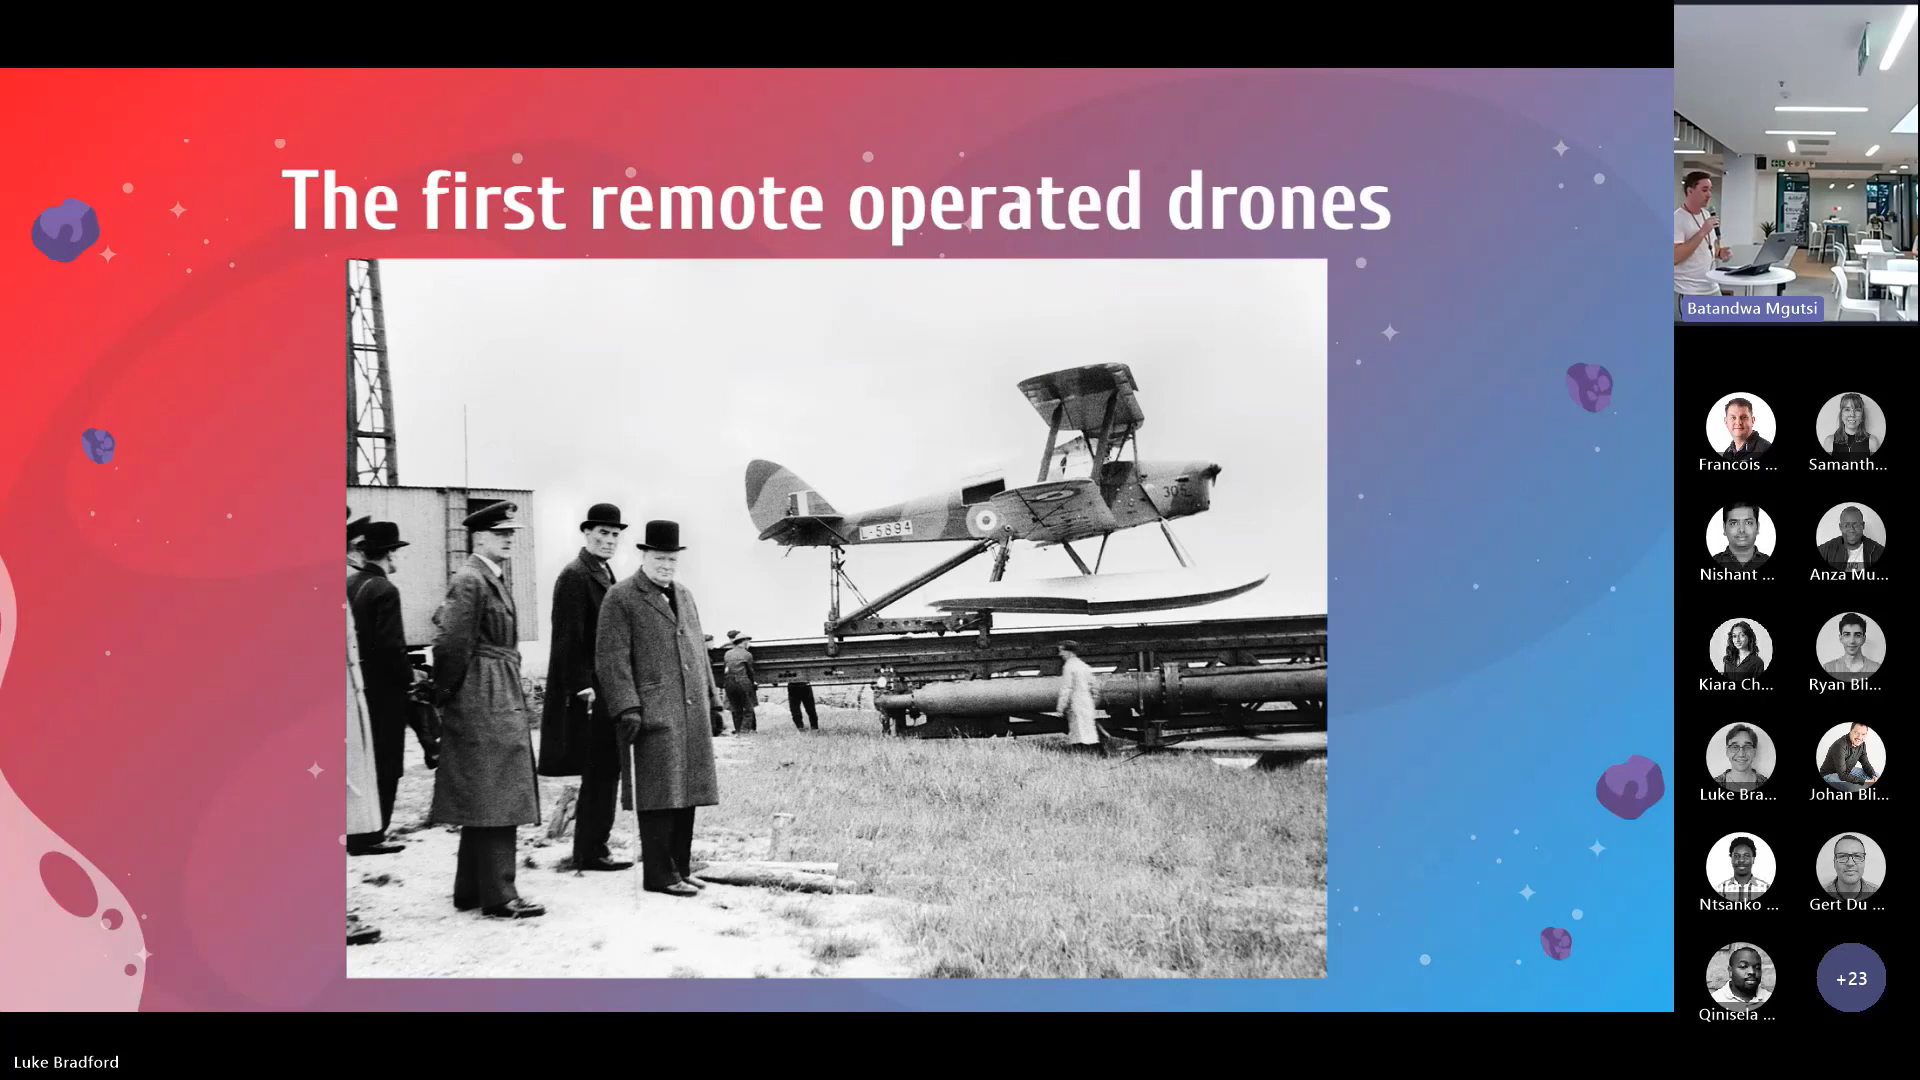 The first remote operated drones
L-5894
305
Batandwa Mgutsi
Francois ...
Samanth...
Nishant ...
Anza Mu...
Kiara Ch...
Ryan Bli...
Luke Bra...
Johan Bli...
Ntsanko ...
Gert Du ...
Qinisela ...
+23
Luke Bradford